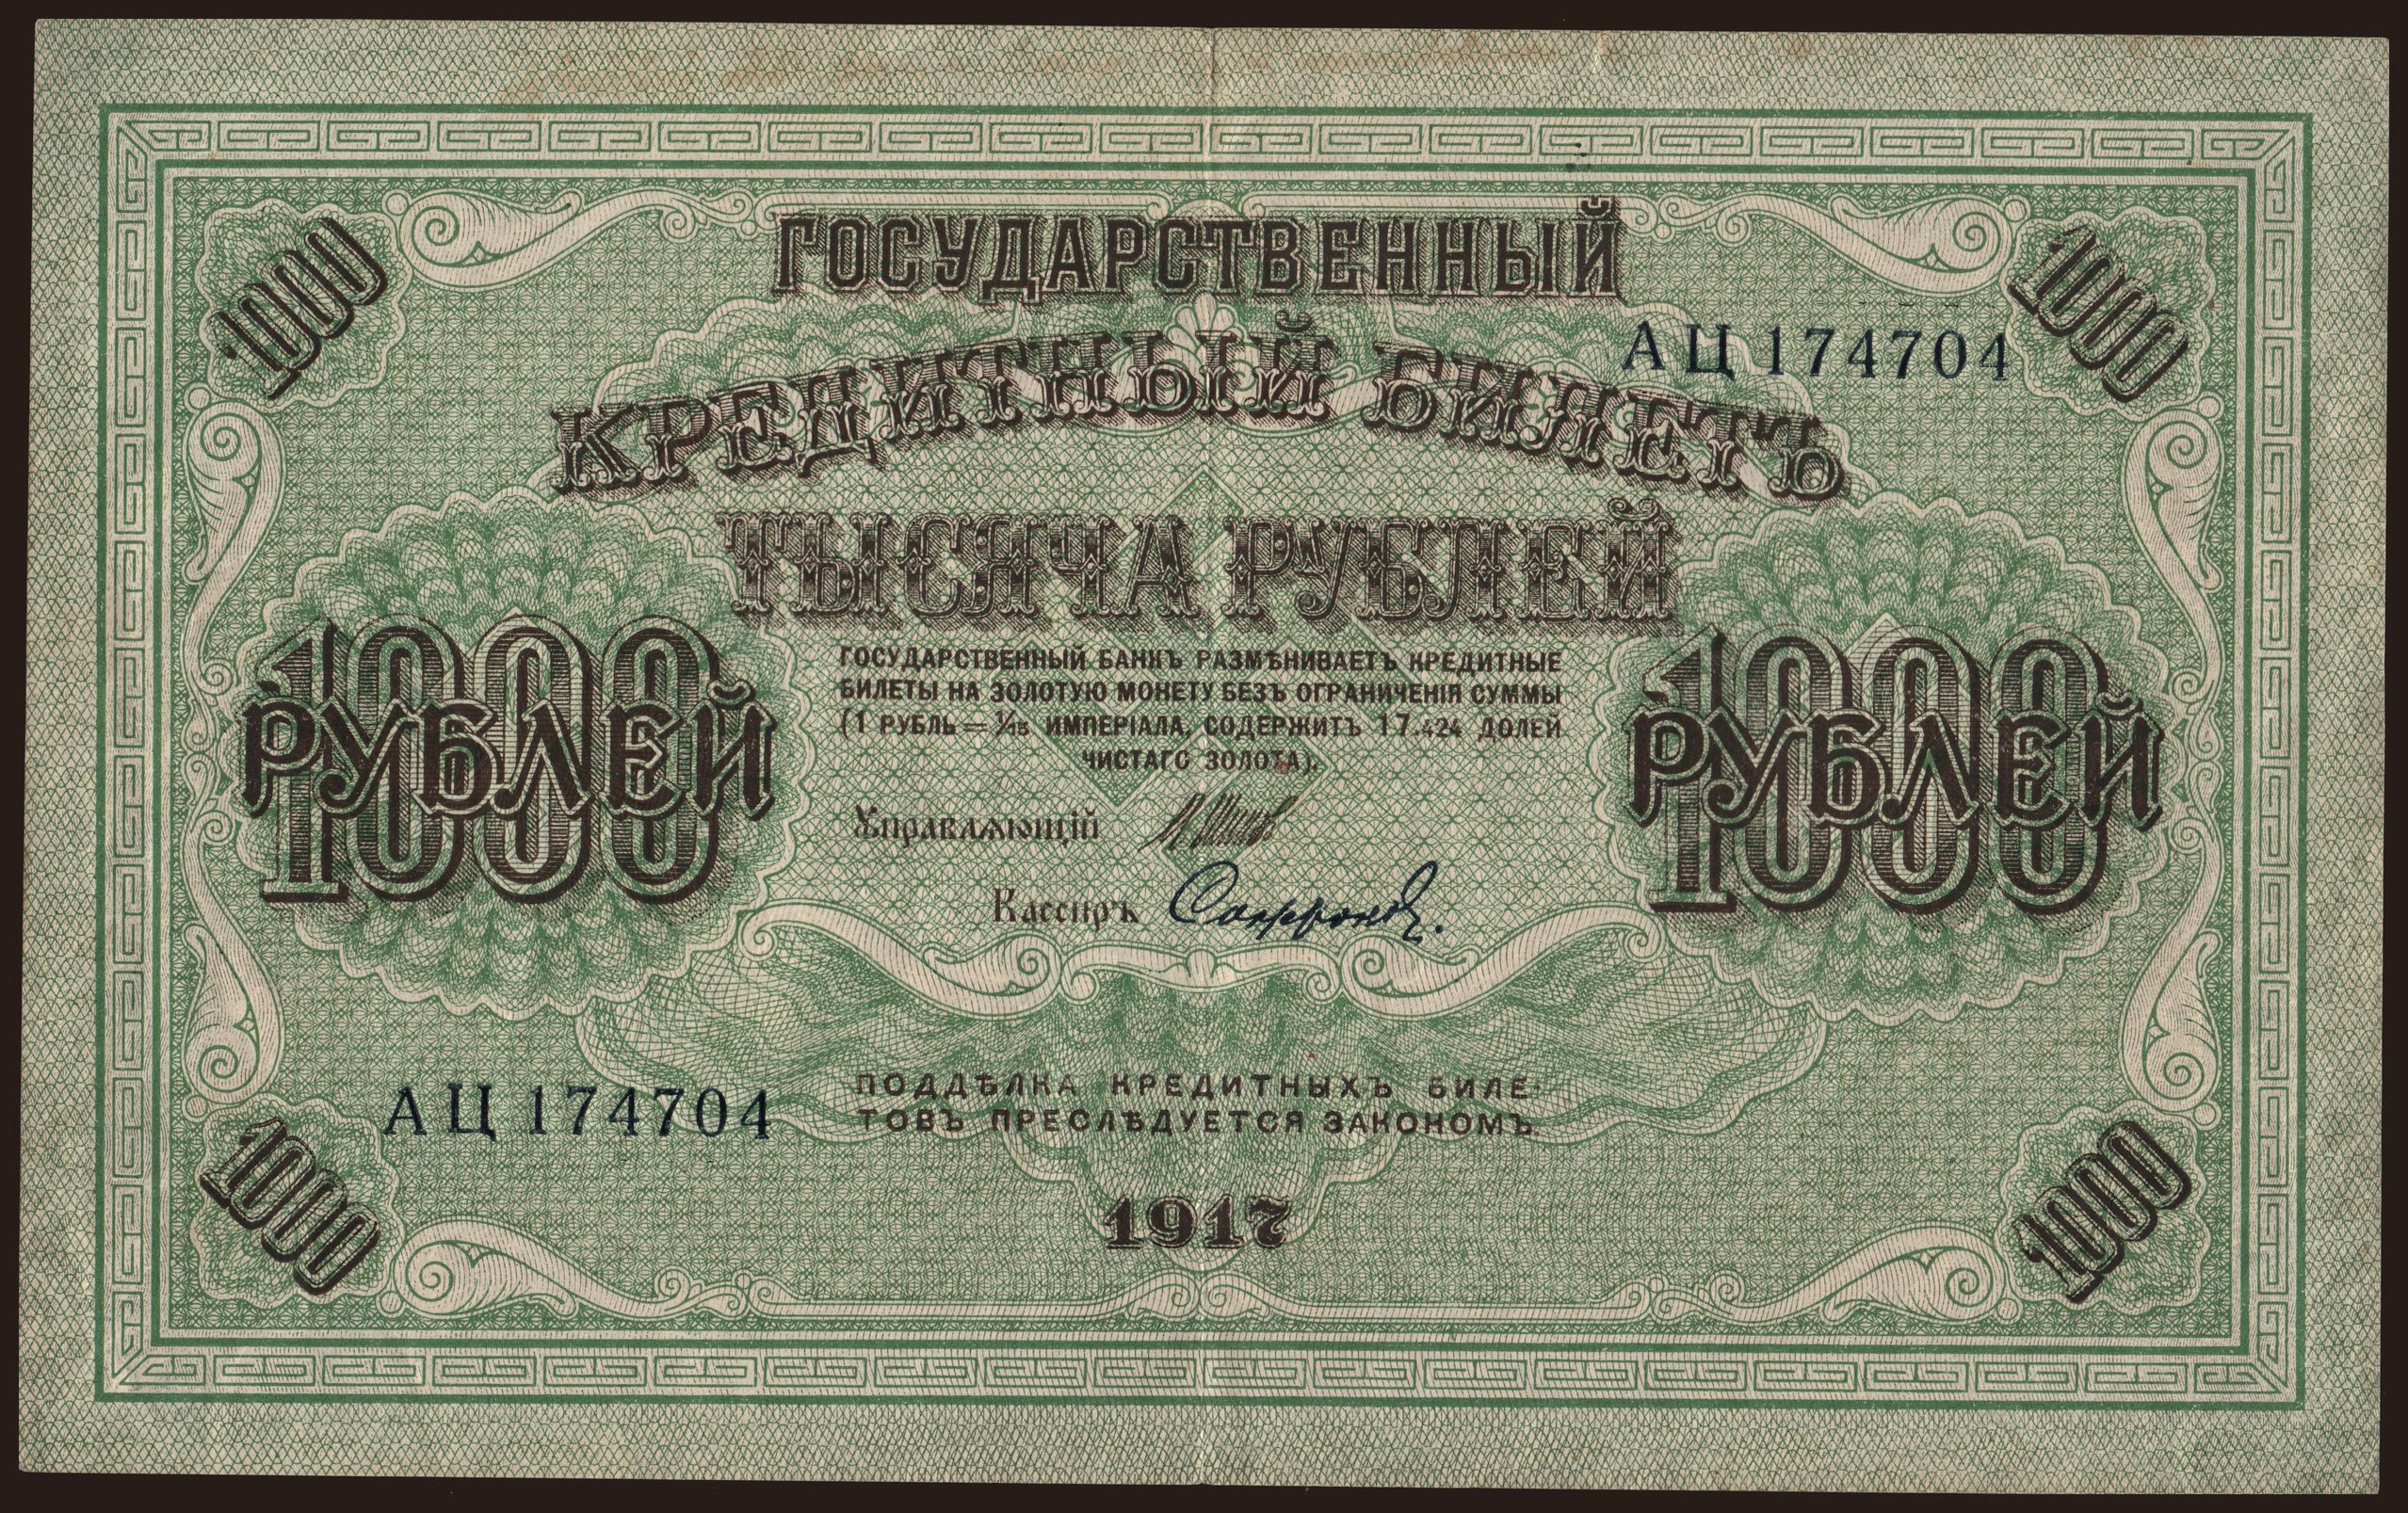 1000
1000
ГОСУДАРСТВЕННЫЙ
АЦ 174704
КРЕДИТНЫЙ БИЛЕТЪ
ТЫСЯЧА РУБЛЕЙ
1000 РУБЛЕЙ
1000 РУБЛЕЙ
ГОСУДАРСТВЕННЫЙ БАНКЪ РАЗМѢНИВАЕТЪ КРЕДИТНЫЕ
БИЛЕТЫ НА ЗОЛОТУЮ МОНЕТУ БЕЗЪ ОГРАНИЧЕНІЯ СУММЫ
(1 РУБЛЬ = 1/15 ИМПЕРІАЛА, СОДЕРЖИТЪ 17.424 ДОЛЕЙ
ЧИСТАГО ЗОЛОТА).
Управляющій И. Шипов
Кассиръ Сафронов.
АЦ 174704
ПОДДѢЛКА КРЕДИТНЫХЪ БИЛЕ-
ТОВЪ ПРЕСЛѢДУЕТСЯ ЗАКОНОМЪ.
1917
1000
1000